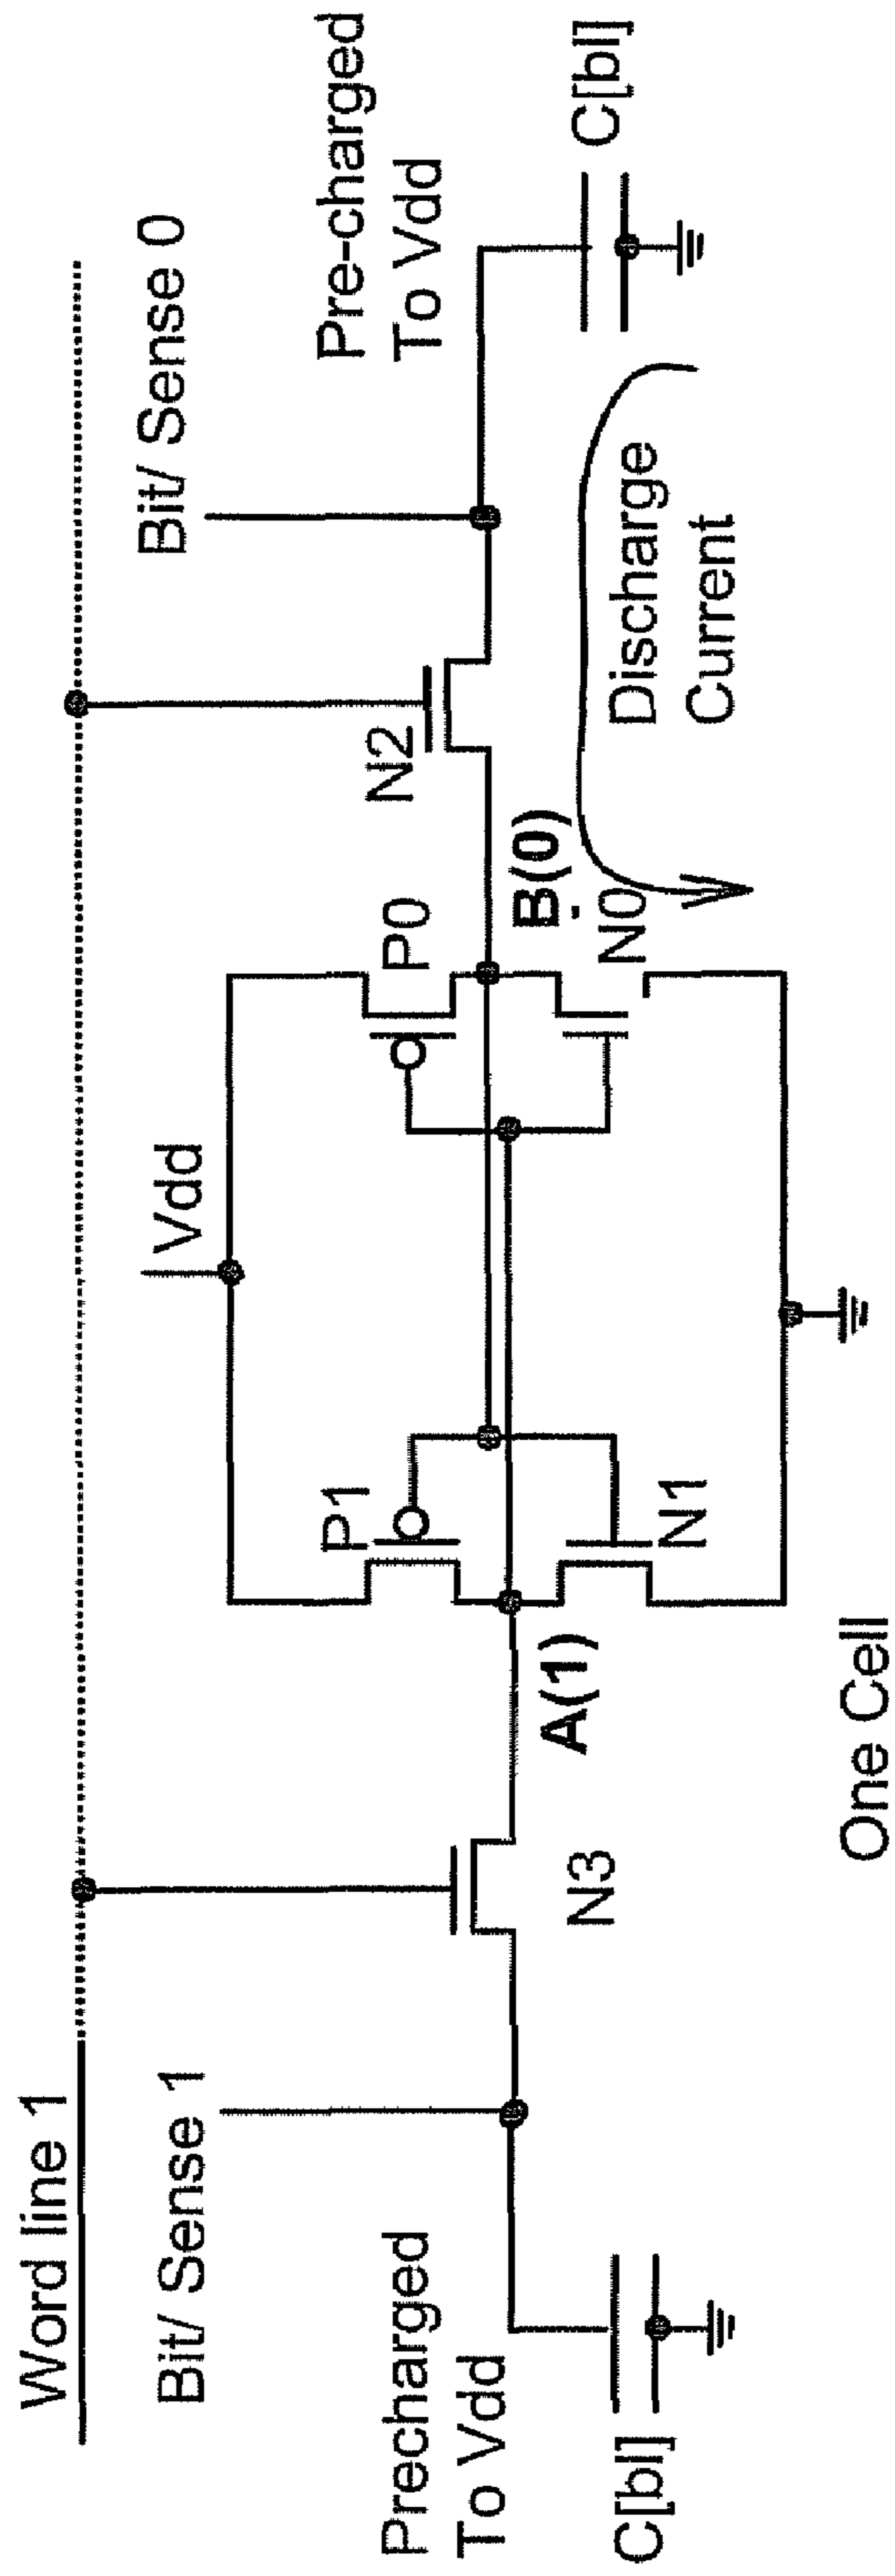 Word line 1
Bit/ Sense 1
Bit/ Sense 0
Vdd
Precharged
To Vdd
Pre-charged
To Vdd
P1
P0
N2
A(1)
B(0)
N3
N1
N0
C[bl]
C[bl]
Discharge
Current
One Cell